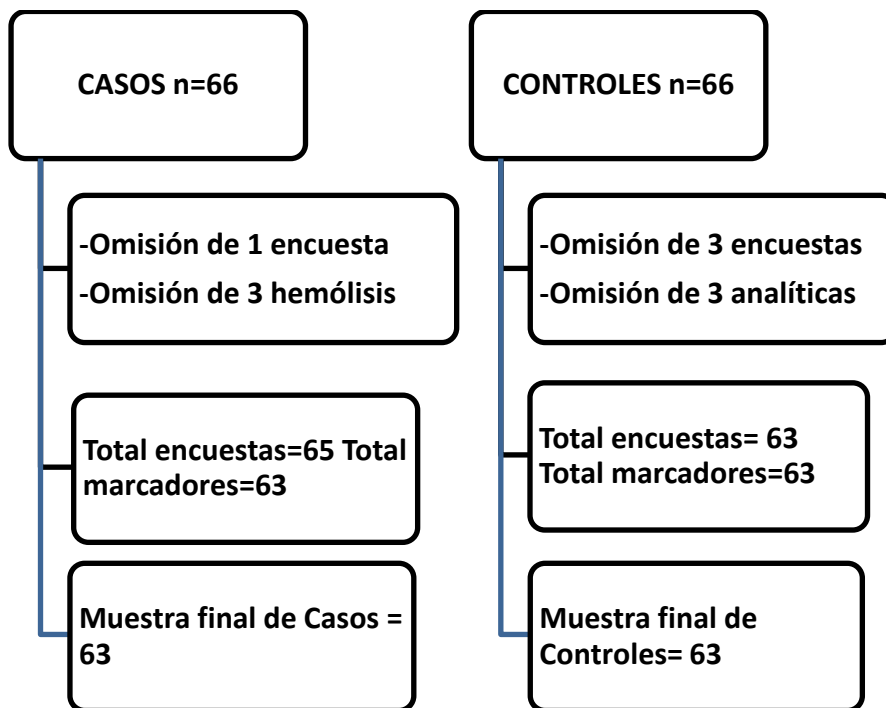 CASOS n=66
-Omisión de 1 encuesta
-Omisión de 3 hemólisis
Total encuestas=65 Total
marcadores=63
Muestra final de Casos =
63
CONTROLES n=66
-Omisión de 3 encuestas
-Omisión de 3 analíticas
Total encuestas= 63
Total marcadores=63
Muestra final de
Controles= 63